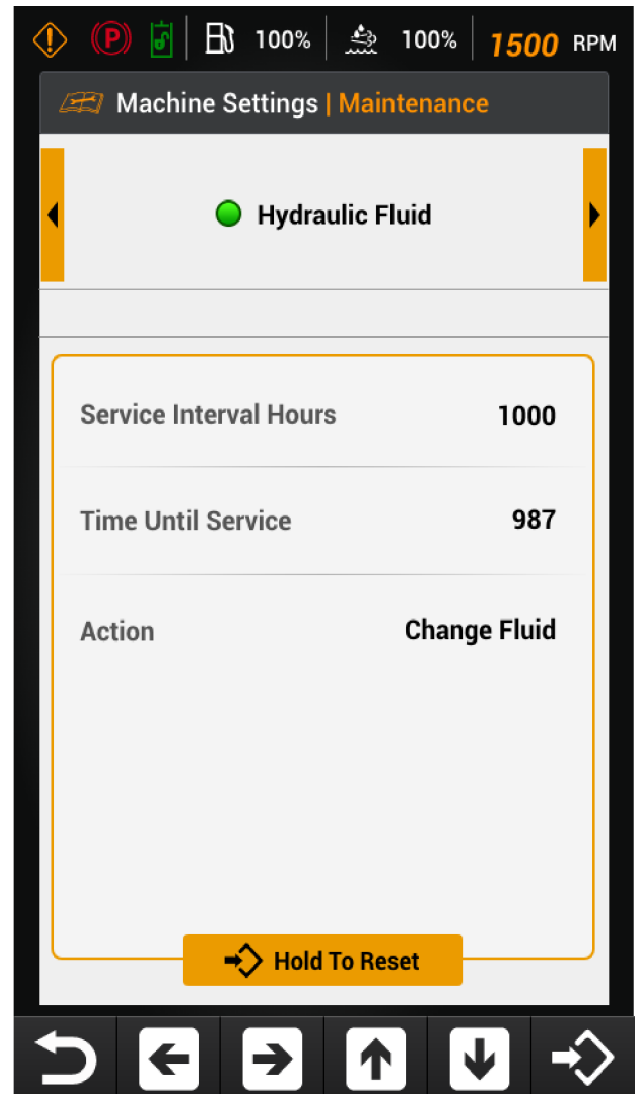 P 100% 100% 1500 RPM
Machine Settings | Maintenance
Hydraulic Fluid
Service Interval Hours 1000
Time Until Service 987
Action Change Fluid
Hold To Reset